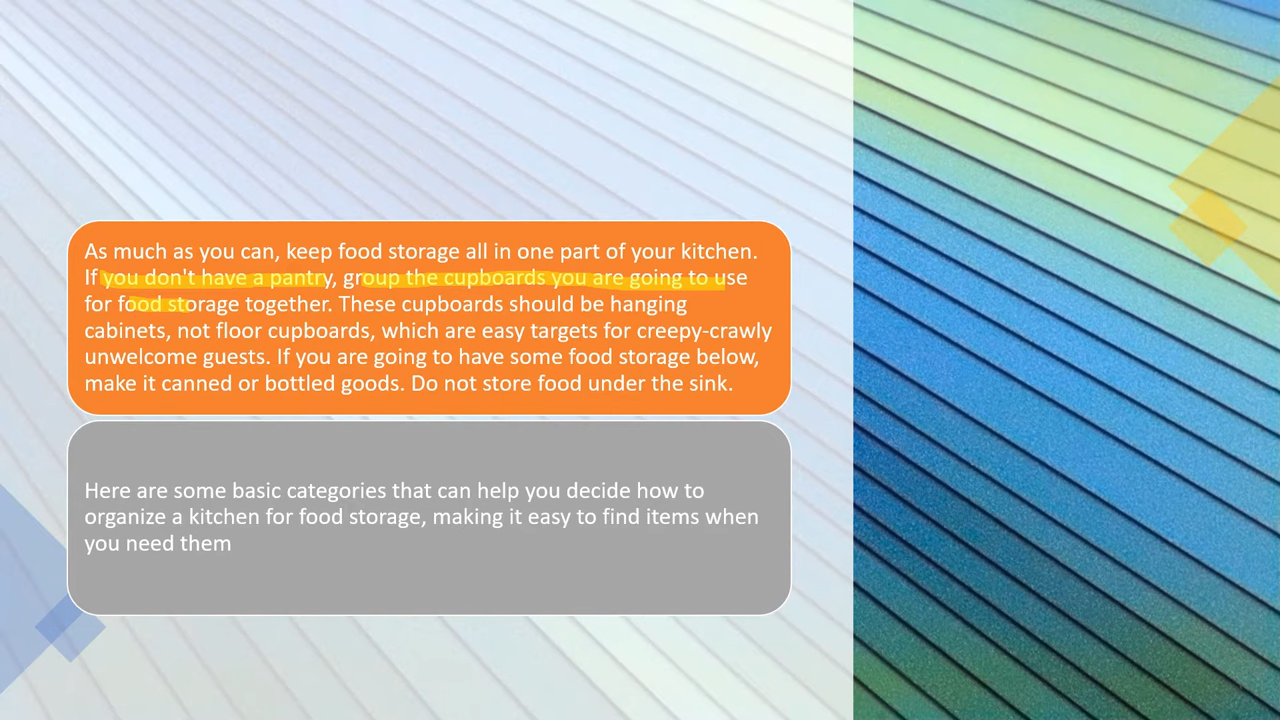 As much as you can, keep food storage all in one part of your kitchen.
If you don't have a pantry, group the cupboards you are going to use
for food storage together. These cupboards should be hanging
cabinets, not floor cupboards, which are easy targets for creepy-crawly
unwelcome guests. If you are going to have some food storage below,
make it canned or bottled goods. Do not store food under the sink.
Here are some basic categories that can help you decide how to
organize a kitchen for food storage, making it easy to find items when
you need them